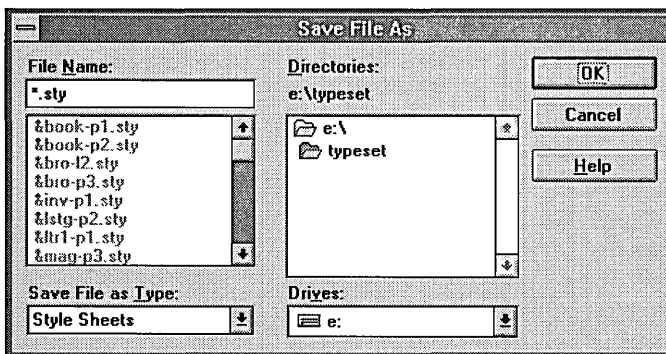 Save File As
File Name:
*.sty
&book-p1.sty
&book-p2.sty
&bro-l2.sty
&bro-p3.sty
&inv-p1.sty
&lstg-p2.sty
&ltr1-p1.sty
&mag-p3.sty
Save File as Type:
Style Sheets
Directories:
e:\typeset
e:\
typeset
Drives:
e:
OK
Cancel
Help